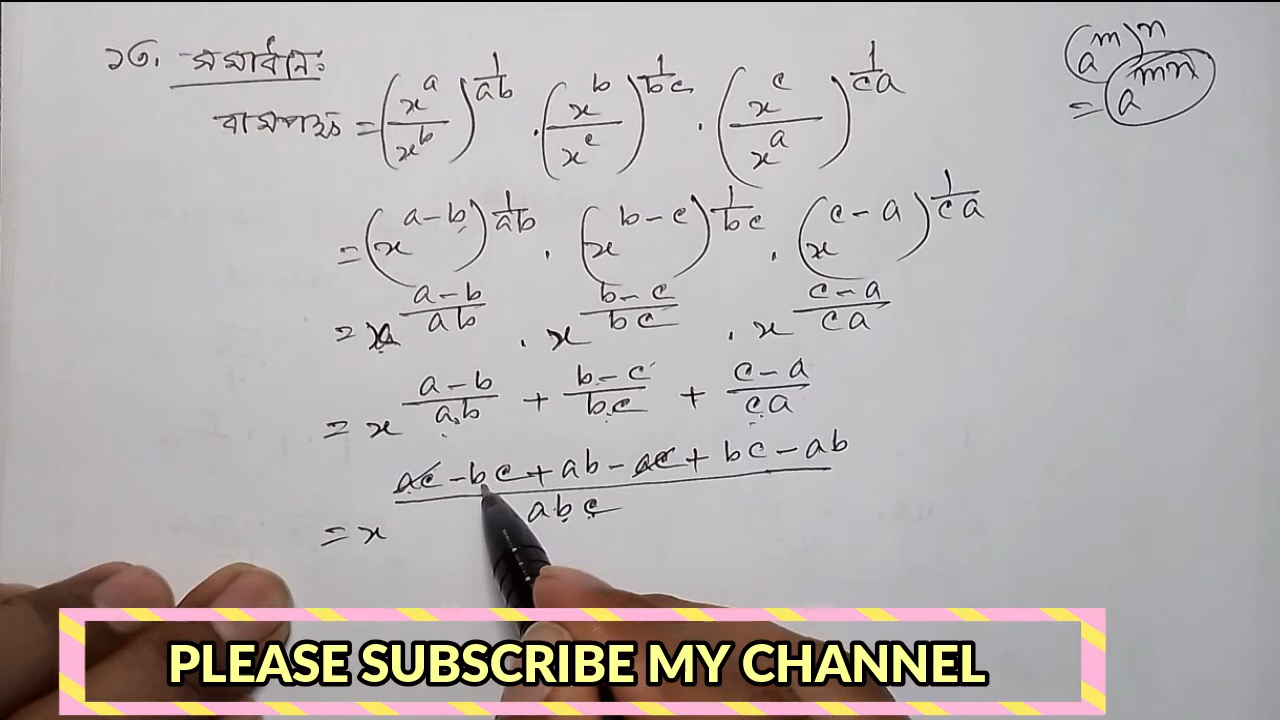 ১৩. সমাধান:
বামপক্ষ = (x^a/x^b)^(1/ab) . (x^b/x^c)^(1/bc) . (x^c/x^a)^(1/ca)
= (x^(a-b))^(1/ab) . (x^(b-c))^(1/bc) . (x^(c-a))^(1/ca)
= x^((a-b)/ab) . x^((b-c)/bc) . x^((c-a)/ca)
= x^((a-b)/ab + (b-c)/bc + (c-a)/ca)
= x^((ac-bc+ab-ac+bc-ab)/abc)
(a^m)^n
= a^(mn)
PLEASE SUBSCRIBE MY CHANNEL